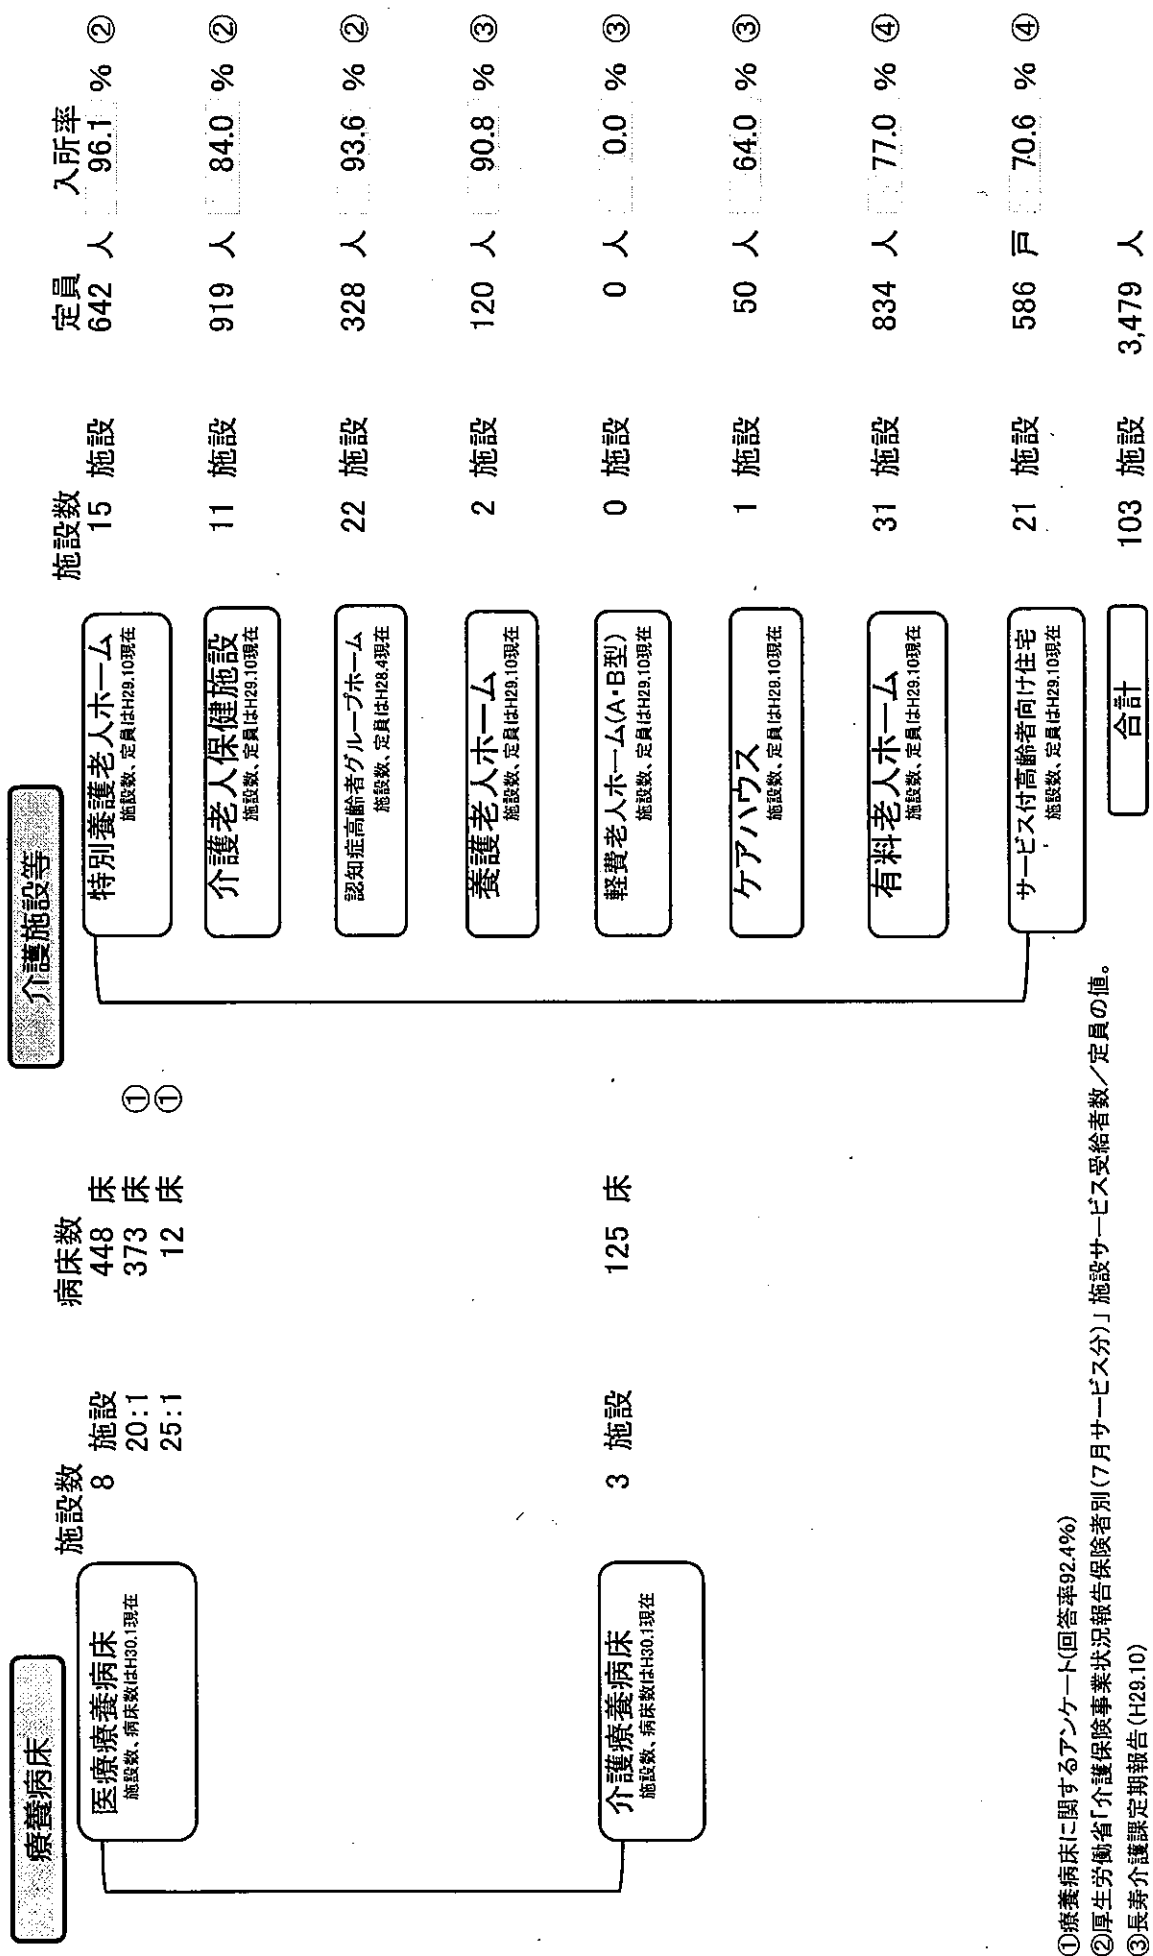 療養病床
施設数 病床数
医療療養病床 8 施設 448 床
施設数、病床数はH30.1現在
20:1 373 床 ①
25:1 12 床 ①
介護療養病床 3 施設 125 床
施設数、病床数はH30.1現在
介護施設等
施設数 定員 入所率
特別養護老人ホーム 15 施設 642 人 96.1 % ②
施設数、定員はH29.10現在
介護老人保健施設 11 施設 919 人 84.0 % ②
施設数、定員はH29.10現在
認知症高齢者グループホーム 22 施設 328 人 93.6 % ②
施設数、定員はH28.4現在
養護老人ホーム 2 施設 120 人 90.8 % ③
施設数、定員はH29.10現在
軽費老人ホーム(A・B型) 0 施設 0 人 0.0 % ③
施設数、定員はH29.10現在
ケアハウス 1 施設 50 人 64.0 % ③
施設数、定員はH29.10現在
有料老人ホーム 31 施設 834 人 77.0 % ④
施設数、定員はH29.10現在
サービス付高齢者向け住宅 21 施設 586 戸 70.6 % ④
施設数、定員はH29.10現在
合計 103 施設 3,479 人
①療養病床に関するアンケート(回答率92.4%)
②厚生労働省「介護保険事業状況報告保険者別(7月サービス分)」施設サービス受給者数/定員の値。
③長寿介護課定期報告(H29.10)